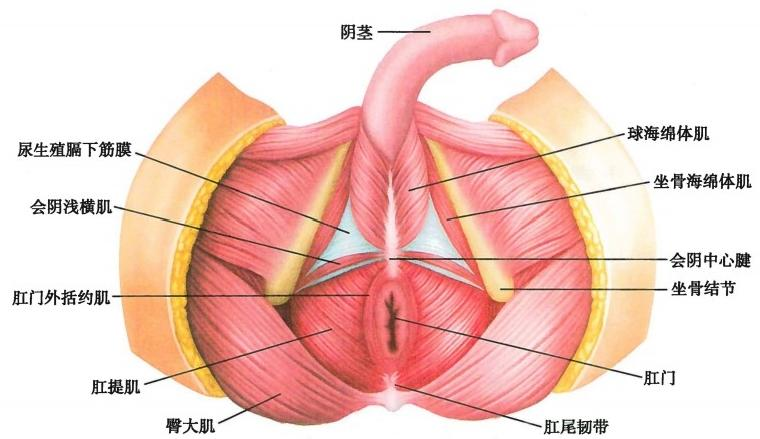 阴茎
尿生殖膈下筋膜
会阴浅横肌
肛门外括约肌
肛提肌
臀大肌
球海绵体肌
坐骨海绵体肌
会阴中心腱
坐骨结节
肛门
肛尾韧带